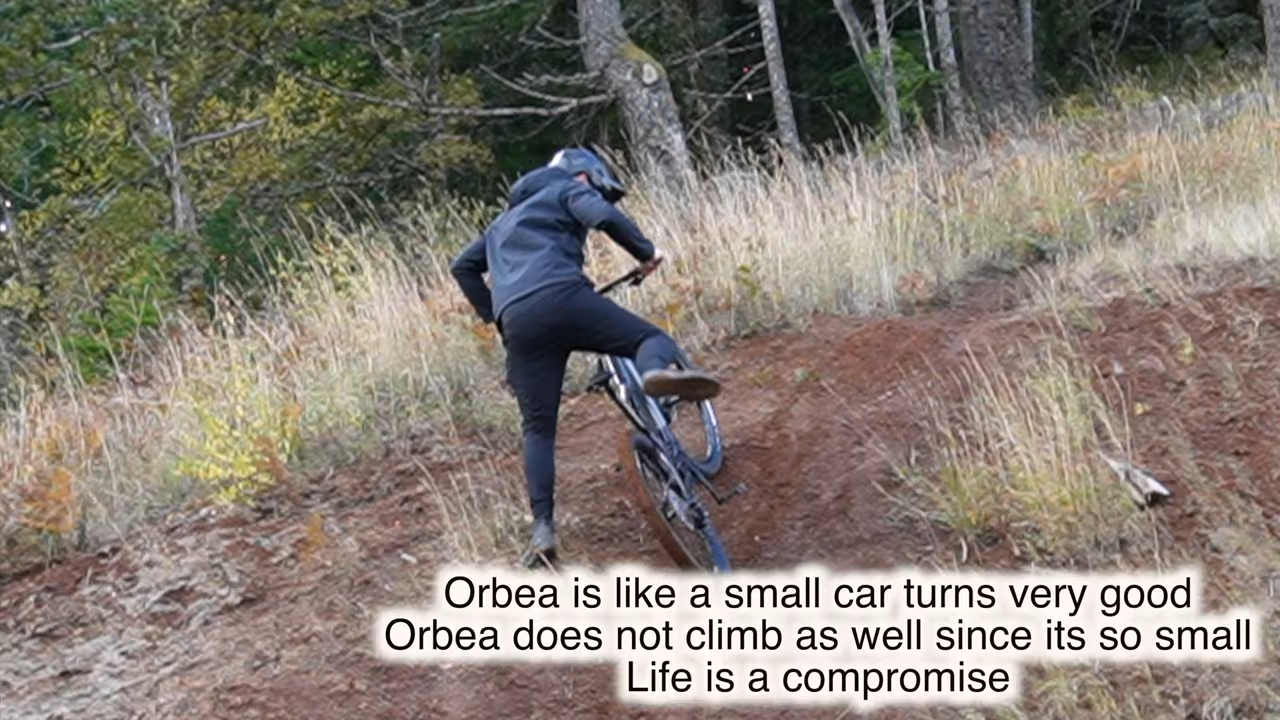 Orbea is like a small car turns very good
Orbea does not climb as well since its so small
Life is a compromise